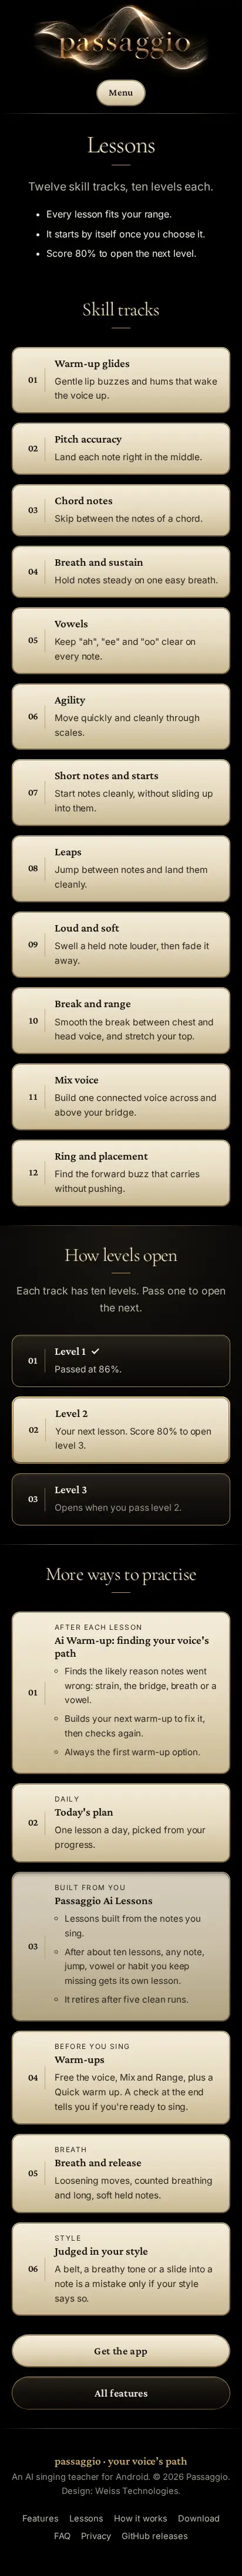 passaggio
Menu
Lessons
Twelve skill tracks, ten levels each.
• Every lesson fits your range.
• It starts by itself once you choose it.
• Score 80% to open the next level.
Skill tracks
01
Warm-up glides
Gentle lip buzzes and hums that wake
the voice up.
02
Pitch accuracy
Land each note right in the middle.
03
Chord notes
Skip between the notes of a chord.
04
Breath and sustain
Hold notes steady on one easy breath.
05
Vowels
Keep "ah", "ee" and "oo" clear on
every note.
06
Agility
Move quickly and cleanly through
scales.
07
Short notes and starts
Start notes cleanly, without sliding up
into them.
08
Leaps
Jump between notes and land them
cleanly.
09
Loud and soft
Swell a held note louder, then fade it
away.
10
Break and range
Smooth the break between chest and
head voice, and stretch your top.
11
Mix voice
Build one connected voice across and
above your bridge.
12
Ring and placement
Find the forward buzz that carries
without pushing.
How levels open
Each track has ten levels. Pass one to open
the next.
01
Level 1 ✓
Passed at 86%.
02
Level 2
Your next lesson. Score 80% to open
level 3.
03
Level 3
Opens when you pass level 2.
More ways to practise
01
AFTER EACH LESSON
Ai Warm-up: finding your voice's
path
Finds the likely reason notes went
wrong: strain, the bridge, breath or a
vowel.
Builds your next warm-up to fix it,
then checks again.
Always the first warm-up option.
02
DAILY
Today's plan
One lesson a day, picked from your
progress.
03
BUILT FROM YOU
Passaggio Ai Lessons
Lessons built from the notes you
sing.
After about ten lessons, any note,
jump, vowel or habit you keep
missing gets its own lesson.
It retires after five clean runs.
04
BEFORE YOU SING
Warm-ups
Free the voice, Mix and Range, plus a
Quick warm up. A check at the end
tells you if you're ready to sing.
05
BREATH
Breath and release
Loosening moves, counted breathing
and long, soft held notes.
06
STYLE
Judged in your style
A belt, a breathy tone or a slide into a
note is a mistake only if your style
says so.
Get the app
All features
passaggio · your voice's path
An AI singing teacher for Android. © 2026 Passaggio.
Design: Weiss Technologies.
Features Lessons How it works Download
FAQ Privacy GitHub releases